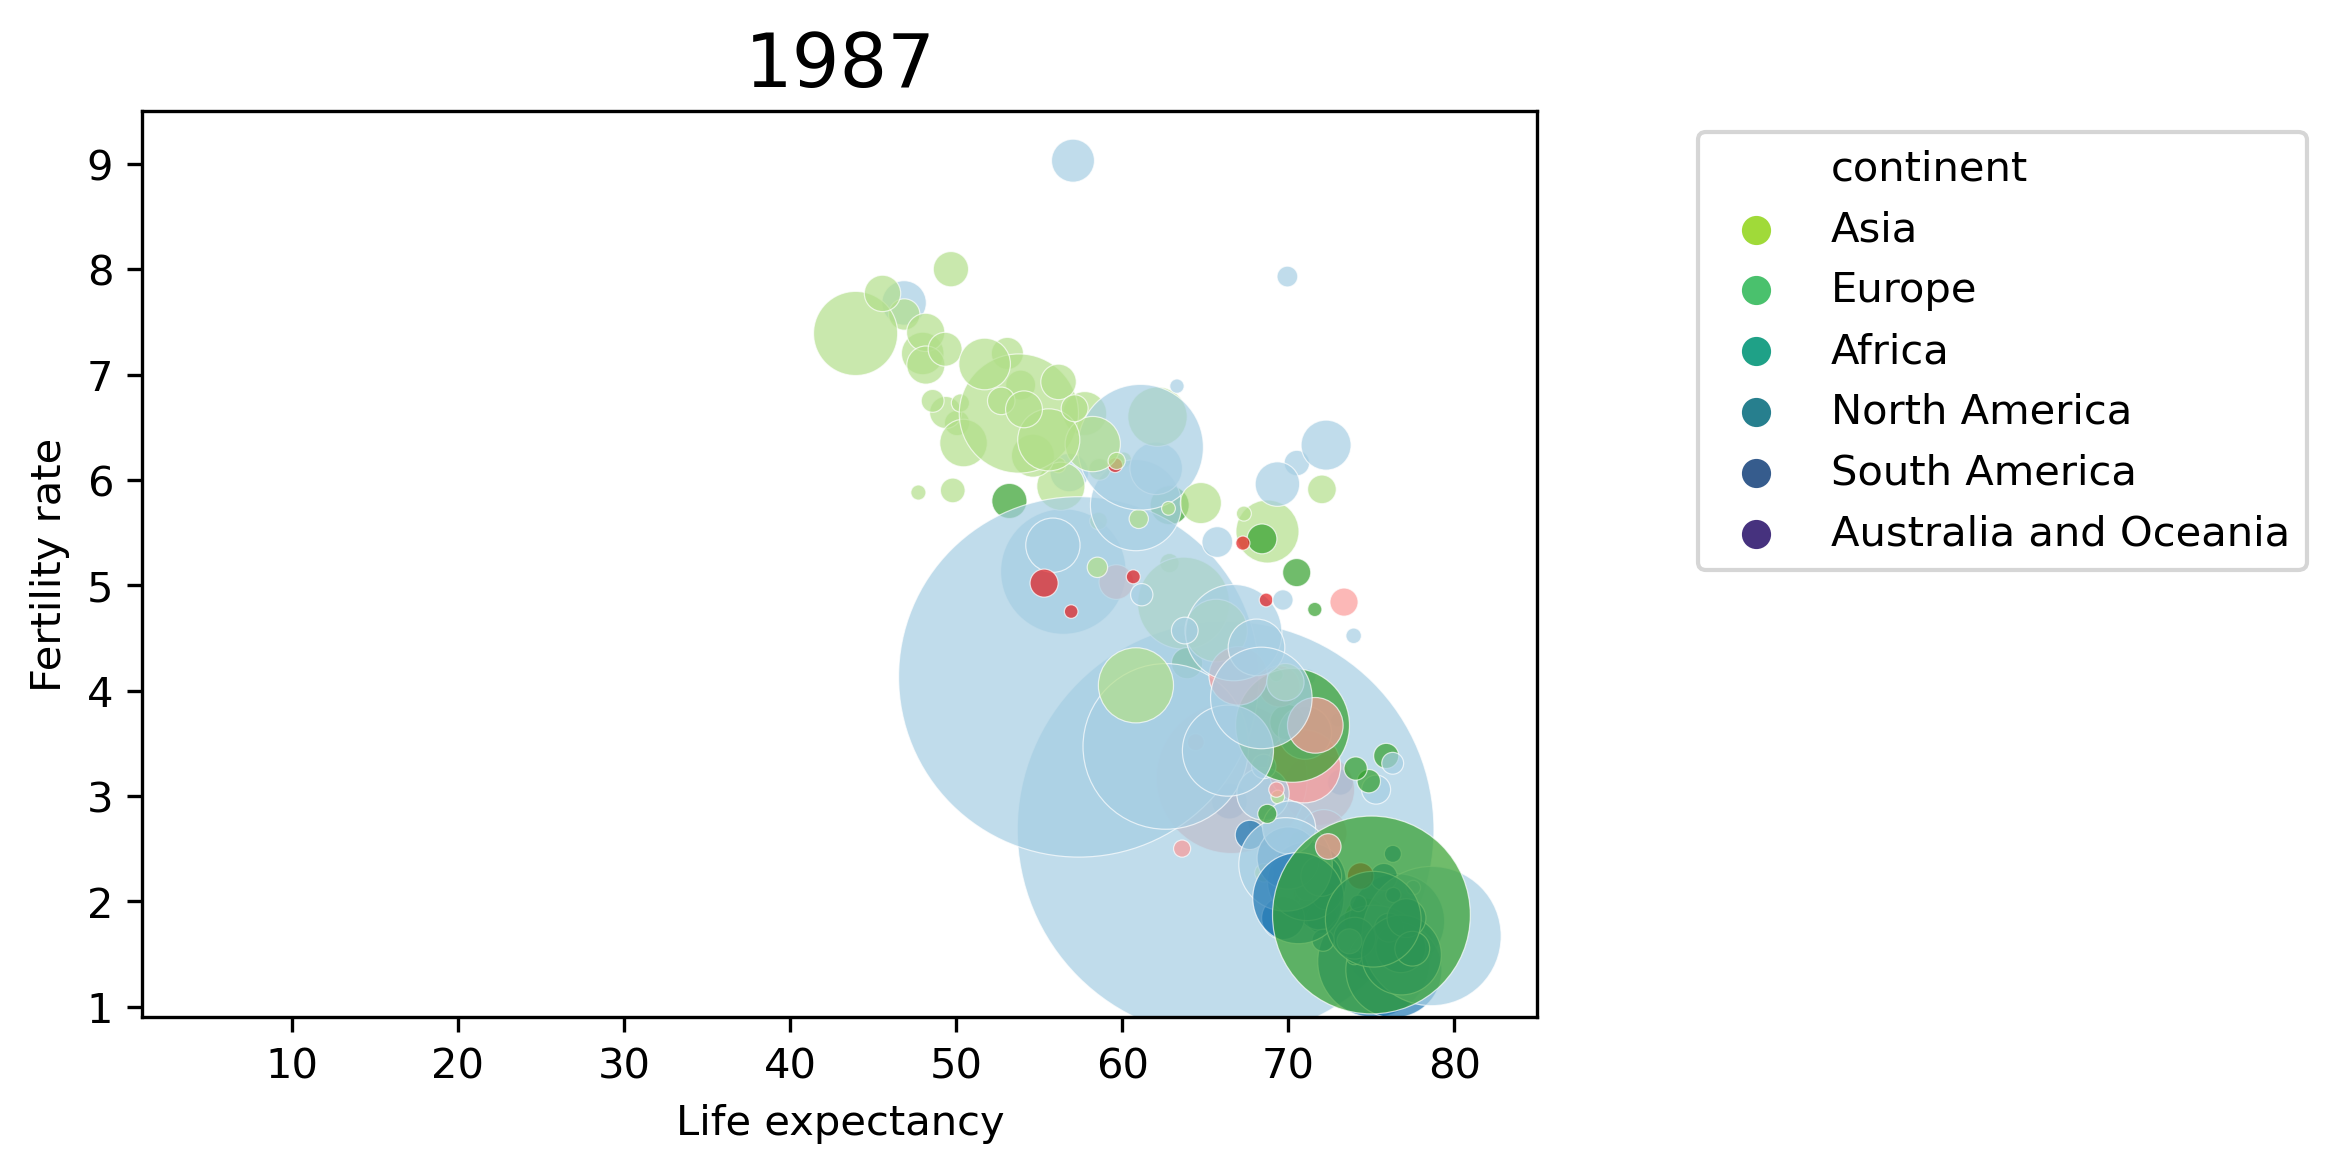 1987
9
8
7
6
5
4
3
2
1
Fertility rate
10 20 30 40 50 60 70 80
Life expectancy
continent
Asia
Europe
Africa
North America
South America
Australia and Oceania